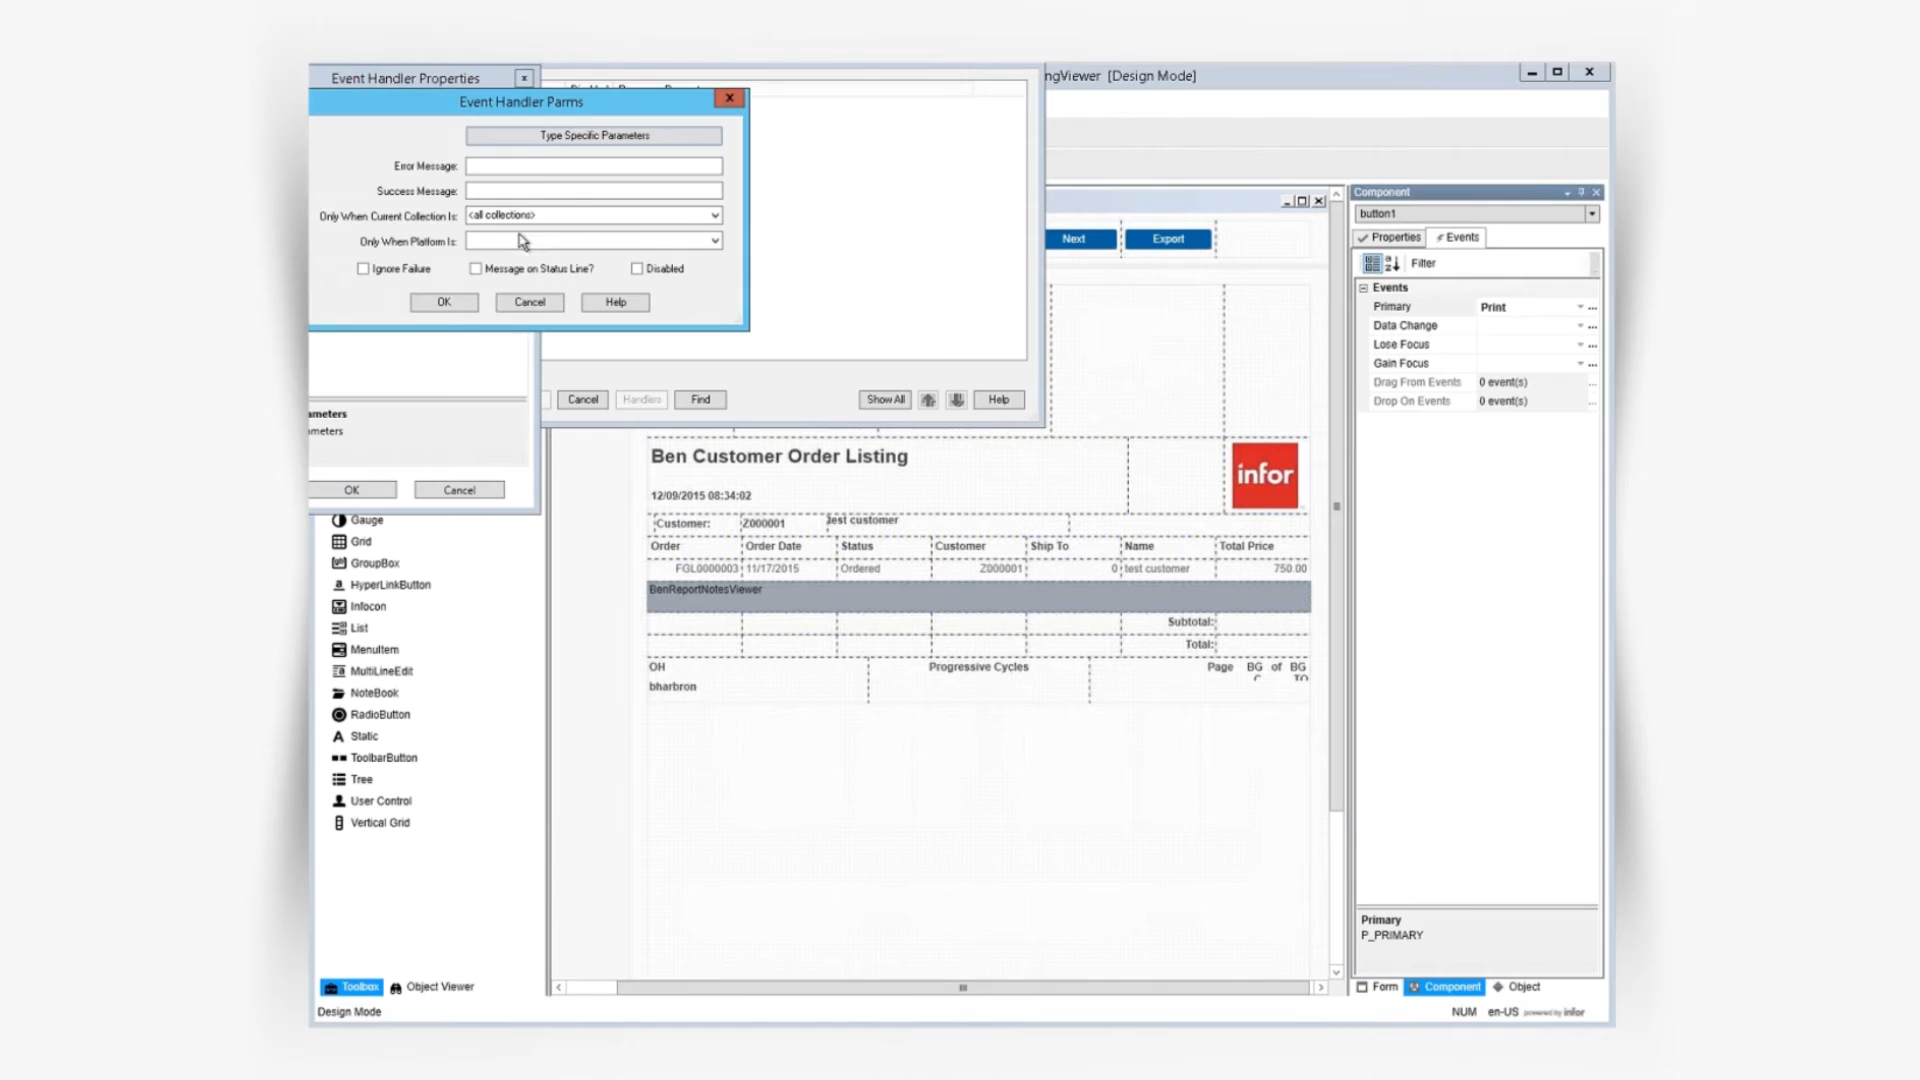 Event Handler Properties
x
Event Handler Parms
X
Type Specific Parameters
Error Message:
Success Message:
Only When Current Collection Is: <all collections>
Only When Platform Is:
Ignore Failure
Message on Status Line?
Disabled
OK
Cancel
Help
ameters
ameters
OK
Cancel
Cancel
Handlers
Find
Show All
Help
ngViewer [Design Mode]
Next
Export
Ben Customer Order Listing
infor
12/09/2015 08:34:02
Customer: Z000001 test customer
Order Order Date Status Customer Ship To Name Total Price
FGL0000003 11/17/2015 Ordered Z000001 0 test customer 750.00
BenReportNotesViewer
Subtotal:
Total:
OH Progressive Cycles Page BG of BG
C TO
bharbron
Gauge
Grid
GroupBox
HyperLinkButton
Infocon
List
MenuItem
MultiLineEdit
NoteBook
RadioButton
Static
ToolbarButton
Tree
User Control
Vertical Grid
Toolbox
Object Viewer
Design Mode
Component
button1
Properties
Events
Filter
Events
Primary Print
Data Change
Lose Focus
Gain Focus
Drag From Events 0 event(s)
Drop On Events 0 event(s)
Primary
P_PRIMARY
Form
Component
Object
NUM en-US powered by infor